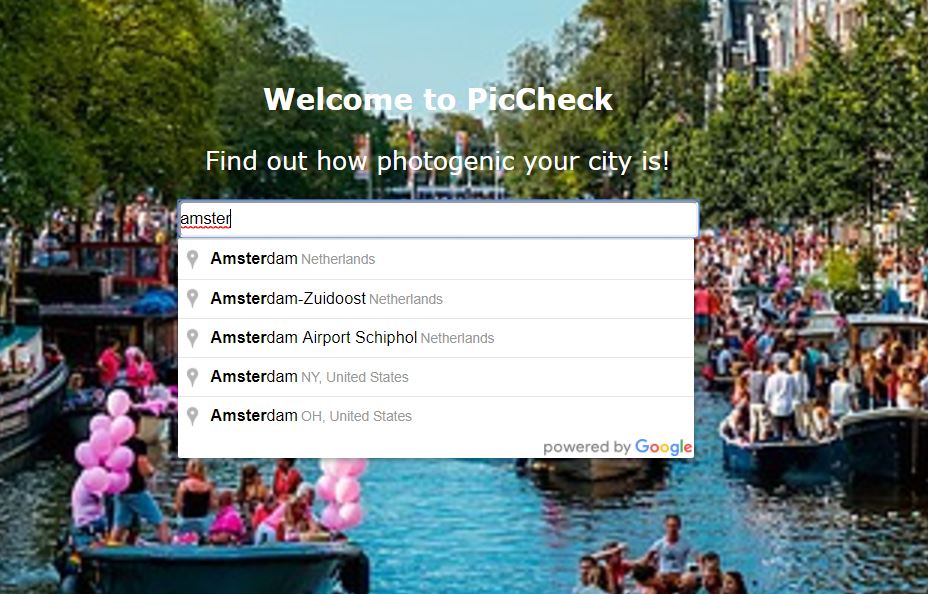 Welcome to PicCheck
Find out how photogenic your city is!
amster
Amsterdam Netherlands
Amsterdam-Zuidoost Netherlands
Amsterdam Airport Schiphol Netherlands
Amsterdam NY, United States
Amsterdam OH, United States
powered by Google